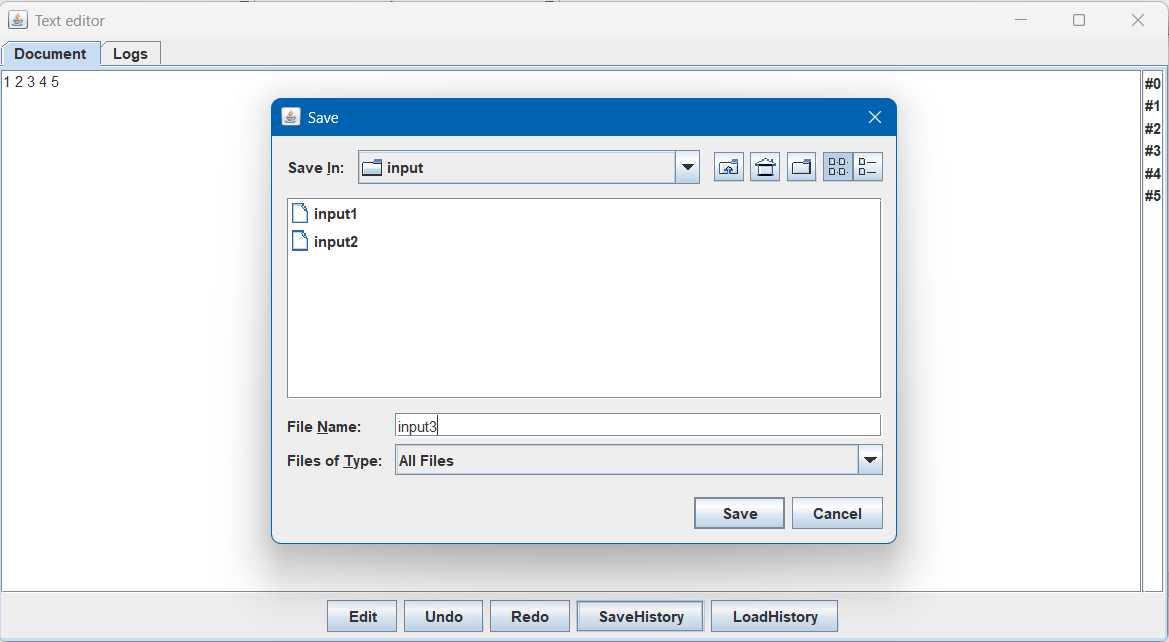 Text editor
Document Logs
1 2 3 4 5
#0
#1
#2
#3
#4
#5
Save
Save In: input
input1
input2
File Name: input3
Files of Type: All Files
Save Cancel
Edit Undo Redo SaveHistory LoadHistory